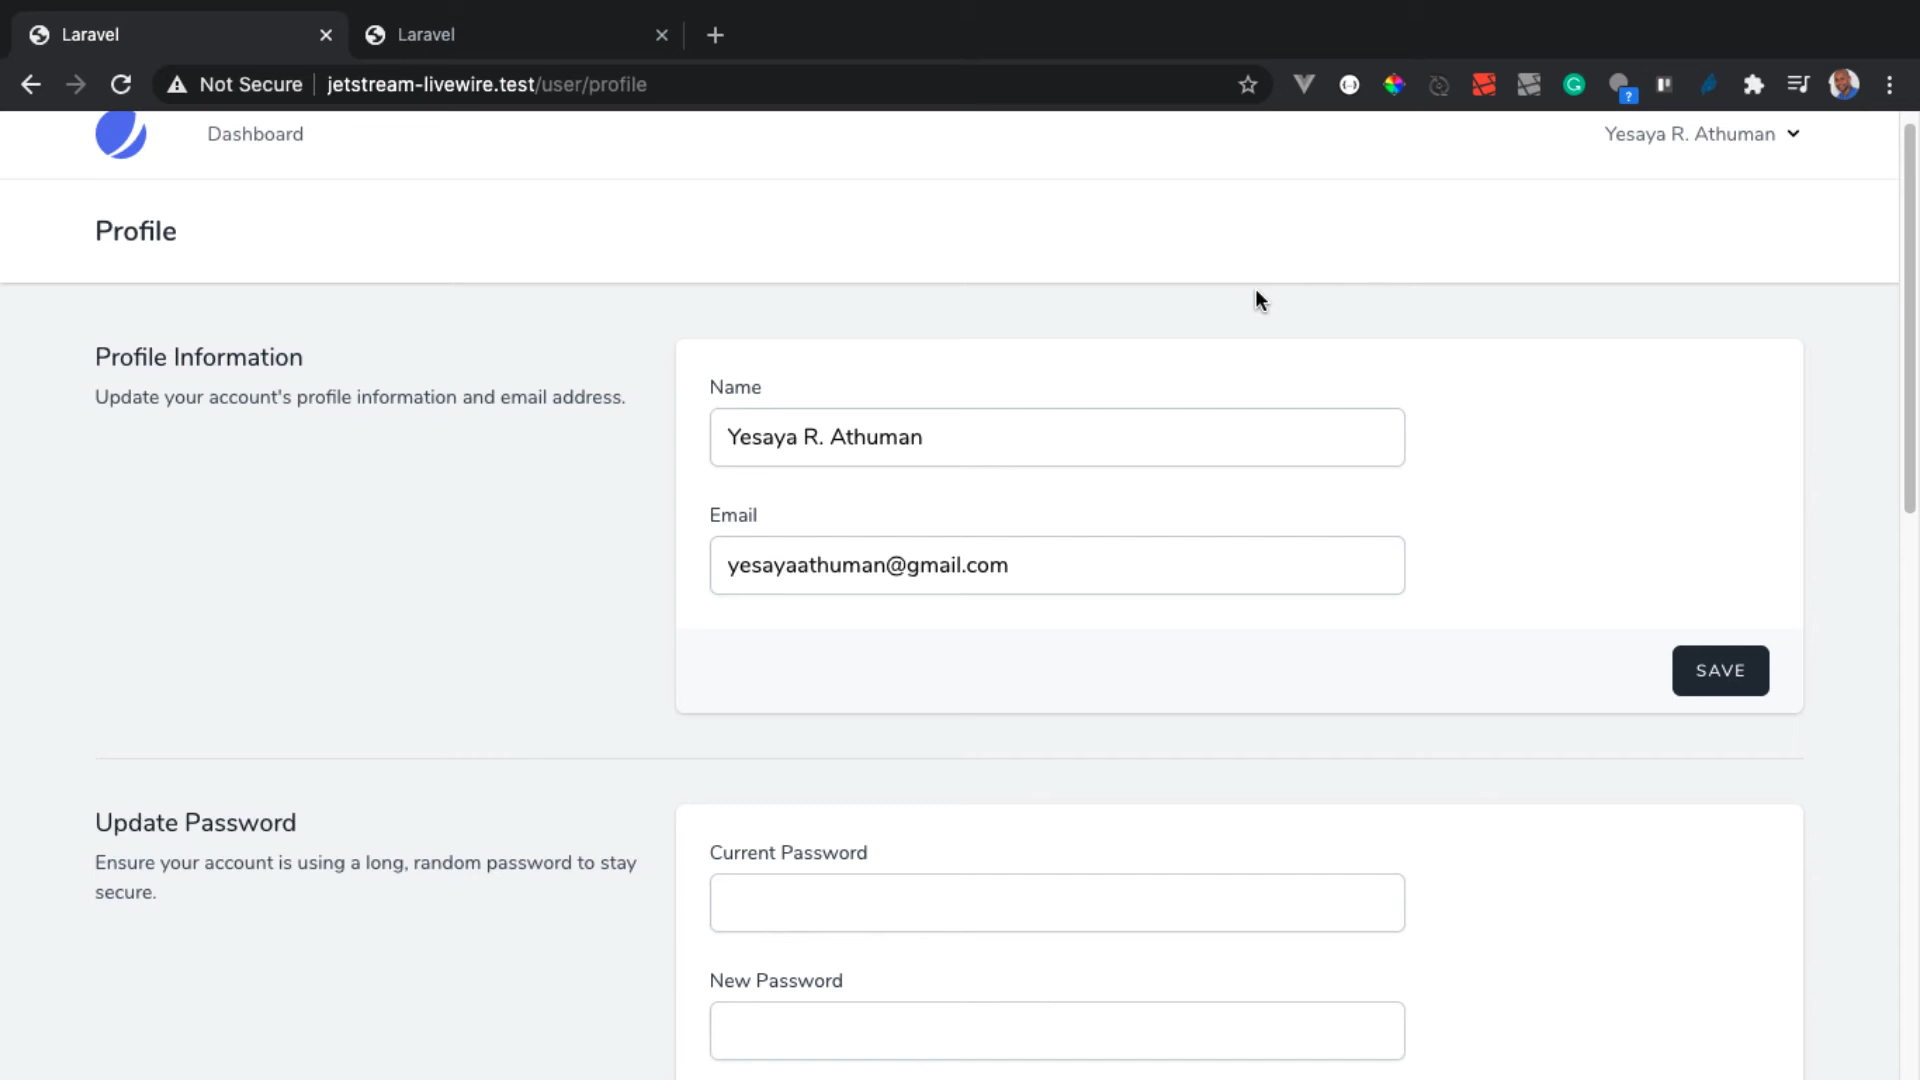 Laravel
Laravel
Not Secure
jetstream-livewire.test/user/profile
?
Dashboard
Yesaya R. Athuman
Profile
Profile Information
Update your account's profile information and email address.
Name
Yesaya R. Athuman
Email
yesayaathuman@gmail.com
SAVE
Update Password
Ensure your account is using a long, random password to stay
secure.
Current Password
New Password